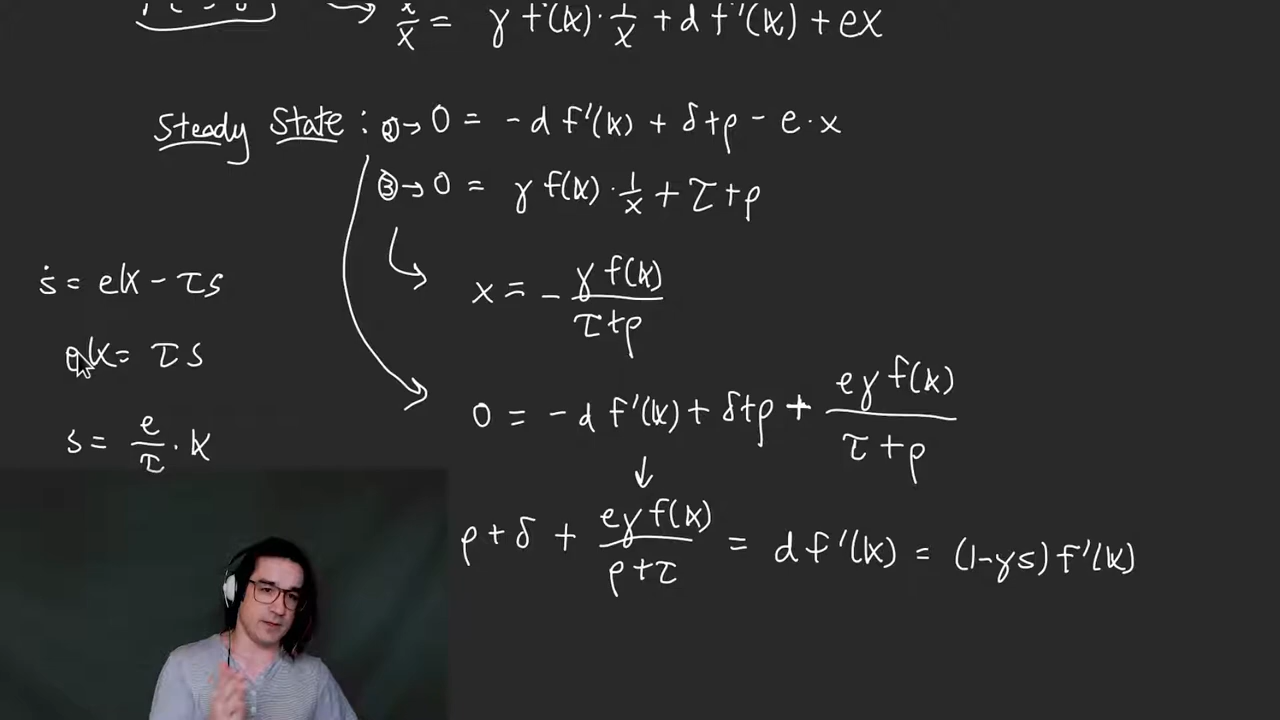 ẋ/x = γ f(k) · 1/x + d f'(k) + ex
Steady State : ② → 0 = - d f'(k) + δ + ρ - e · x
③ → 0 = γ f(k) · 1/x + τ + ρ
x = - γ f(k) / (τ + ρ)
ṡ = ek - τs
ek = τs
s = e/τ · k
0 = - d f'(k) + δ + ρ + eγ f(k) / (τ + ρ)
ρ + δ + eγ f(k) / (ρ + τ) = d f'(k) = (1 - γs) f'(k)